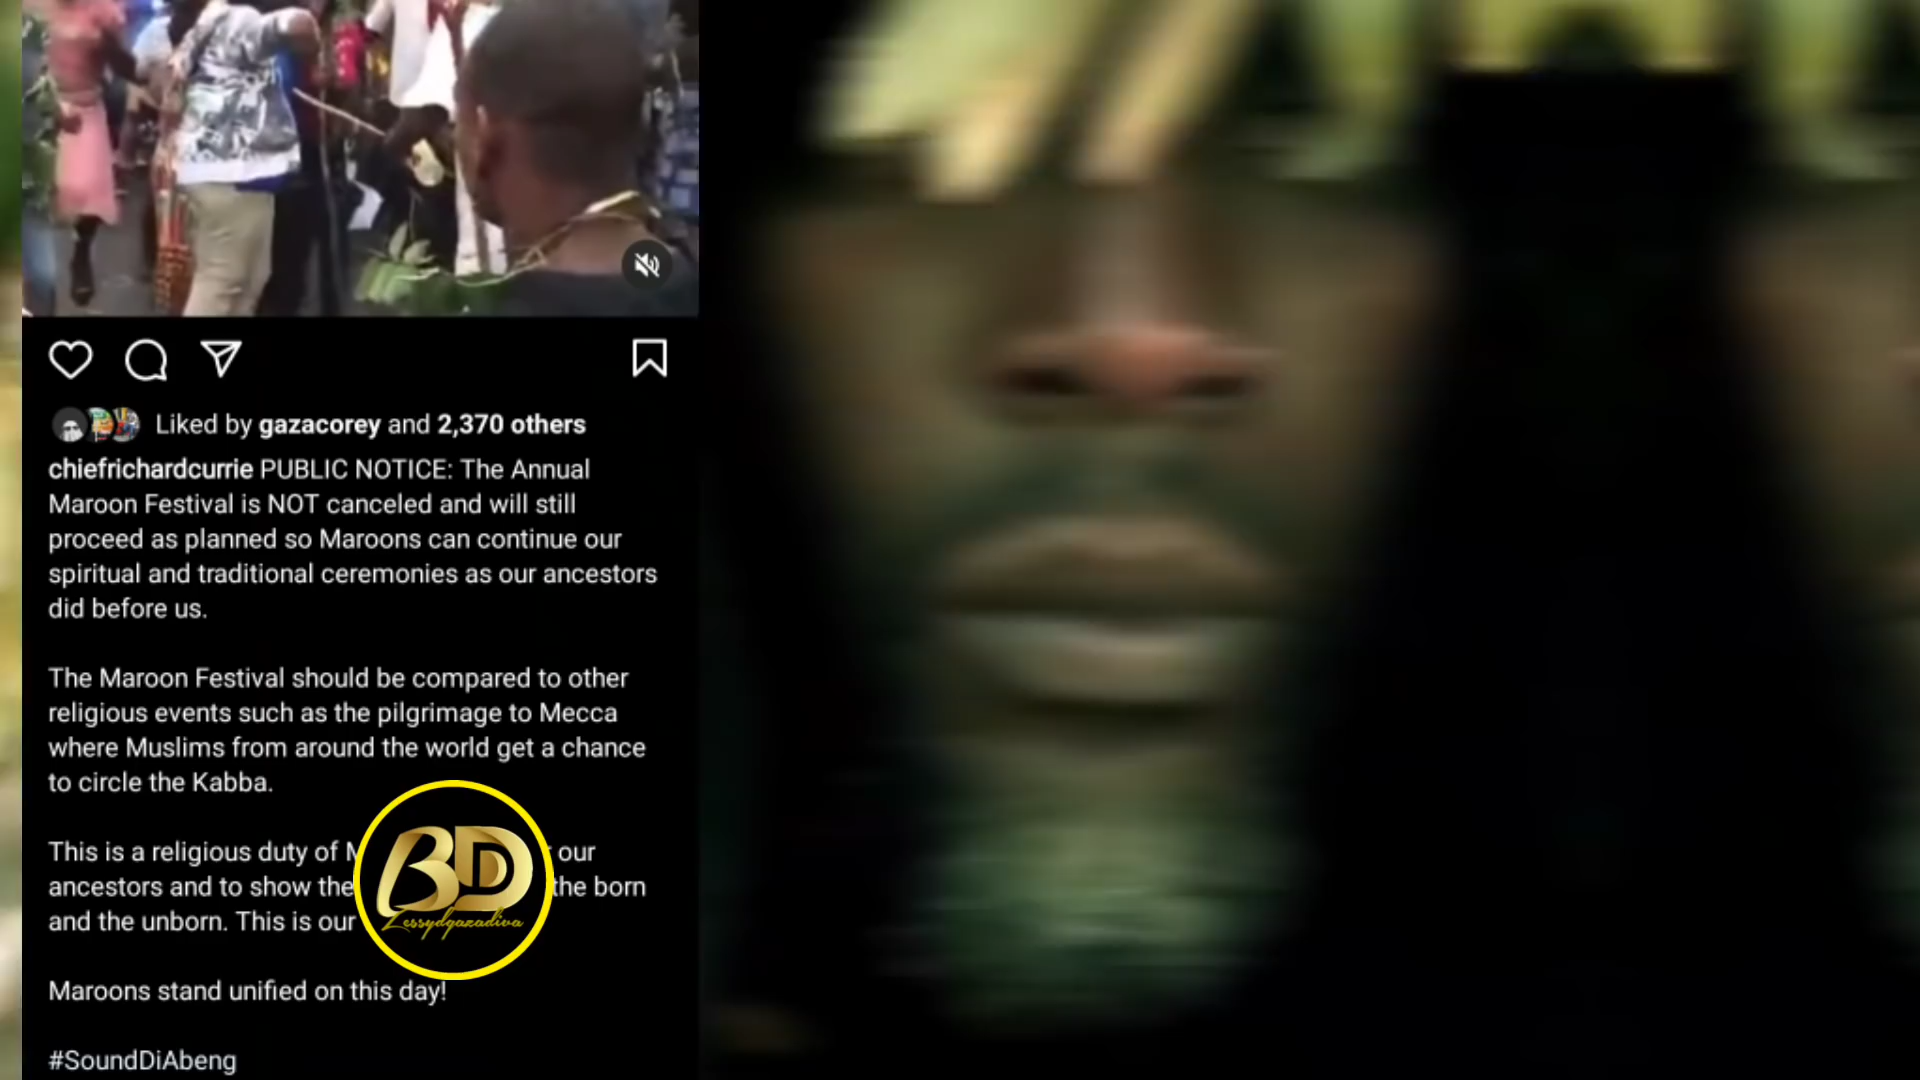 Liked by gazacorey and 2,370 others
chiefrichardcurrie PUBLIC NOTICE: The Annual
Maroon Festival is NOT canceled and will still
proceed as planned so Maroons can continue our
spiritual and traditional ceremonies as our ancestors
did before us.
The Maroon Festival should be compared to other
religious events such as the pilgrimage to Mecca
where Muslims from around the world get a chance
to circle the Kabba.
This is a religious duty of our
ancestors and to show the the born
and the unborn. This is our
BD
Lessydgazadiva
Maroons stand unified on this day!
#SoundDiAbeng